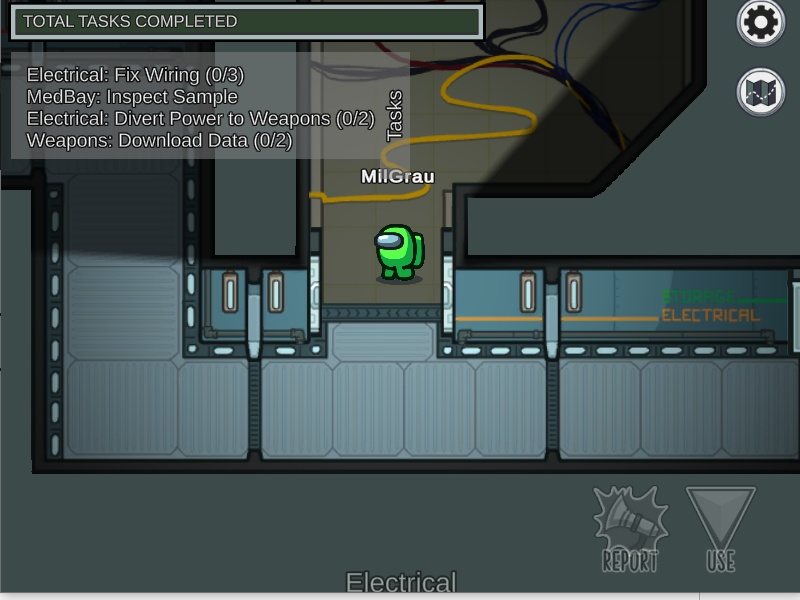 TOTAL TASKS COMPLETED
Electrical: Fix Wiring (0/3)
MedBay: Inspect Sample
Electrical: Divert Power to Weapons (0/2)
Weapons: Download Data (0/2)
Tasks
MilGrau
STORAGE
ELECTRICAL
REPORT
USE
Electrical